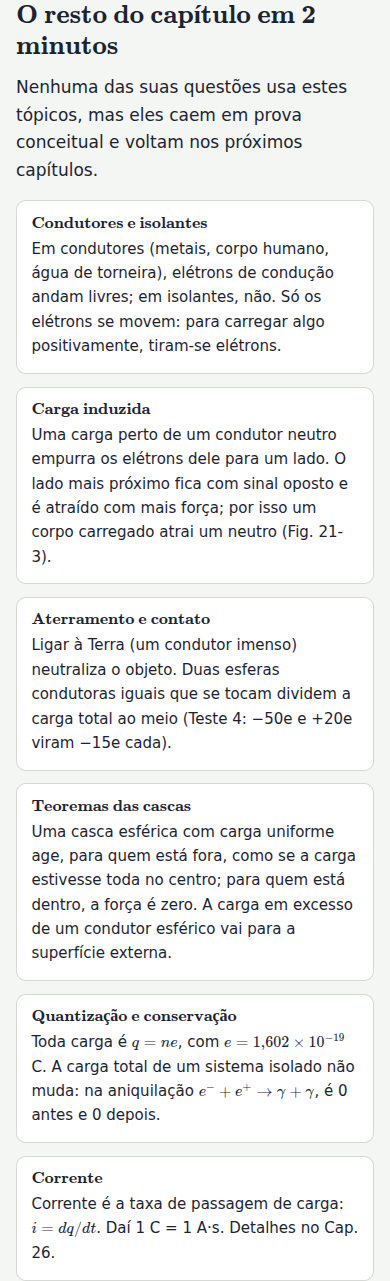 O resto do capítulo em 2
minutos
Nenhuma das suas questões usa estes
tópicos, mas eles caem em prova
conceitual e voltam nos próximos
capítulos.
Condutores e isolantes
Em condutores (metais, corpo humano,
água de torneira), elétrons de condução
andam livres; em isolantes, não. Só os
elétrons se movem: para carregar algo
positivamente, tiram-se elétrons.
Carga induzida
Uma carga perto de um condutor neutro
empurra os elétrons dele para um lado. O
lado mais próximo fica com sinal oposto e
é atraído com mais força; por isso um
corpo carregado atrai um neutro (Fig. 21-
3).
Aterramento e contato
Ligar à Terra (um condutor imenso)
neutraliza o objeto. Duas esferas
condutoras iguais que se tocam dividem a
carga total ao meio (Teste 4: −50e e +20e
viram −15e cada).
Teoremas das cascas
Uma casca esférica com carga uniforme
age, para quem está fora, como se a carga
estivesse toda no centro; para quem está
dentro, a força é zero. A carga em excesso
de um condutor esférico vai para a
superfície externa.
Quantização e conservação
Toda carga é q = ne, com e = 1,602 × 10⁻¹⁹
C. A carga total de um sistema isolado não
muda: na aniquilação e⁻ + e⁺ → γ + γ, é 0
antes e 0 depois.
Corrente
Corrente é a taxa de passagem de carga:
i = dq/dt. Daí 1 C = 1 A·s. Detalhes no Cap.
26.